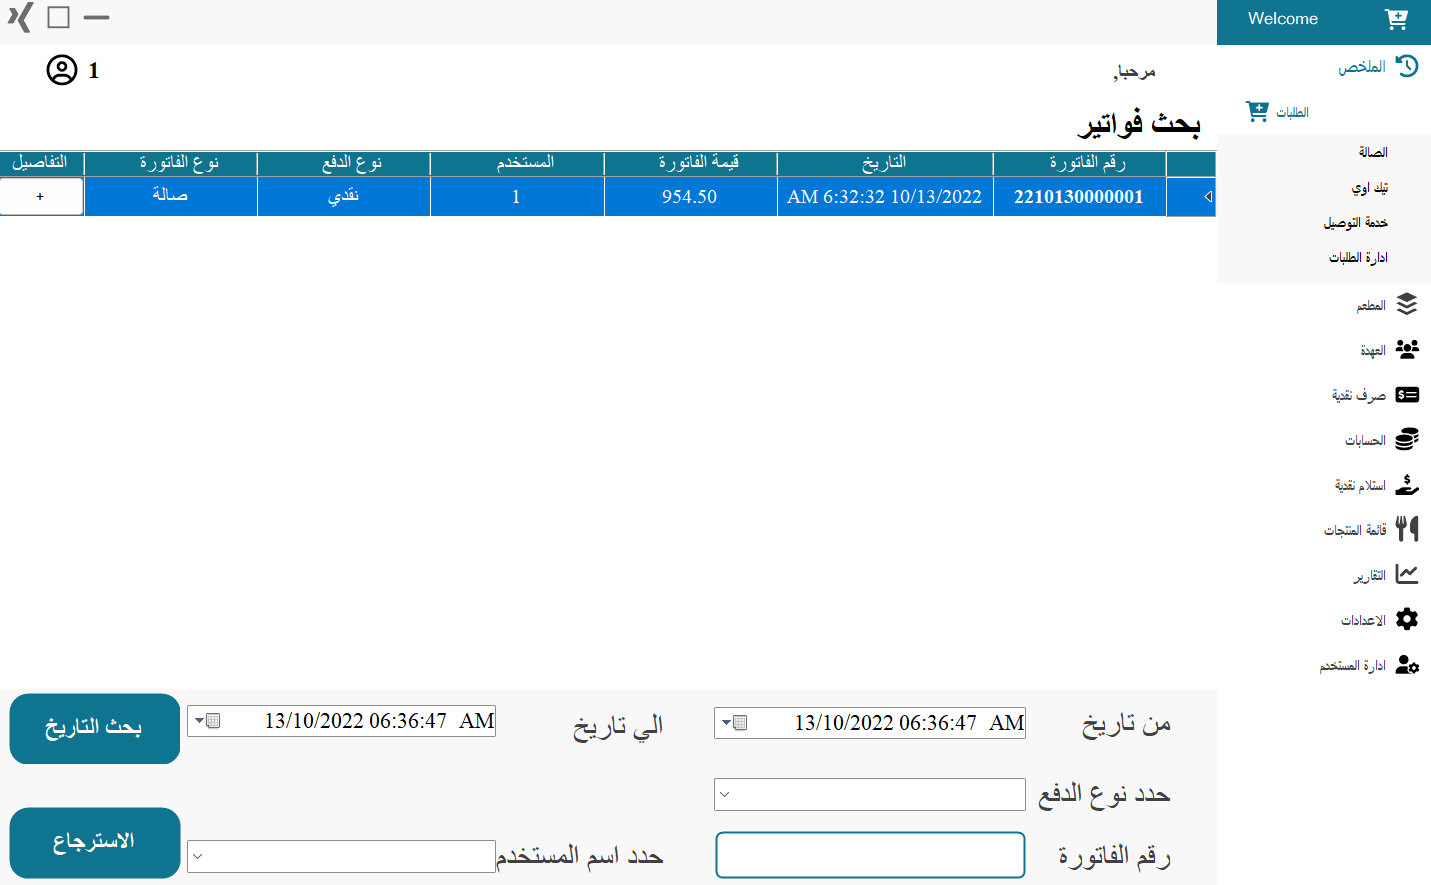 Welcome
الملخص
الطلبات
الصالة
تيك اوي
خدمة التوصيل
ادارة الطلبات
المطعم
العهدة
صرف نقدية
الحسابات
استلام نقدية
قائمة المنتجات
التقارير
الاعدادات
ادارة المستخدم
مرحبا,
1
بحث فواتير
رقم الفاتورة التاريخ قيمة الفاتورة المستخدم نوع الدفع نوع الفاتورة التفاصيل
2210130000001 10/13/2022 6:32:32 AM 954.50 1 نقدي صالة +
من تاريخ 13/10/2022 06:36:47 AM الي تاريخ 13/10/2022 06:36:47 AM بحث التاريخ
حدد نوع الدفع
رقم الفاتورة حدد اسم المستخدم الاسترجاع